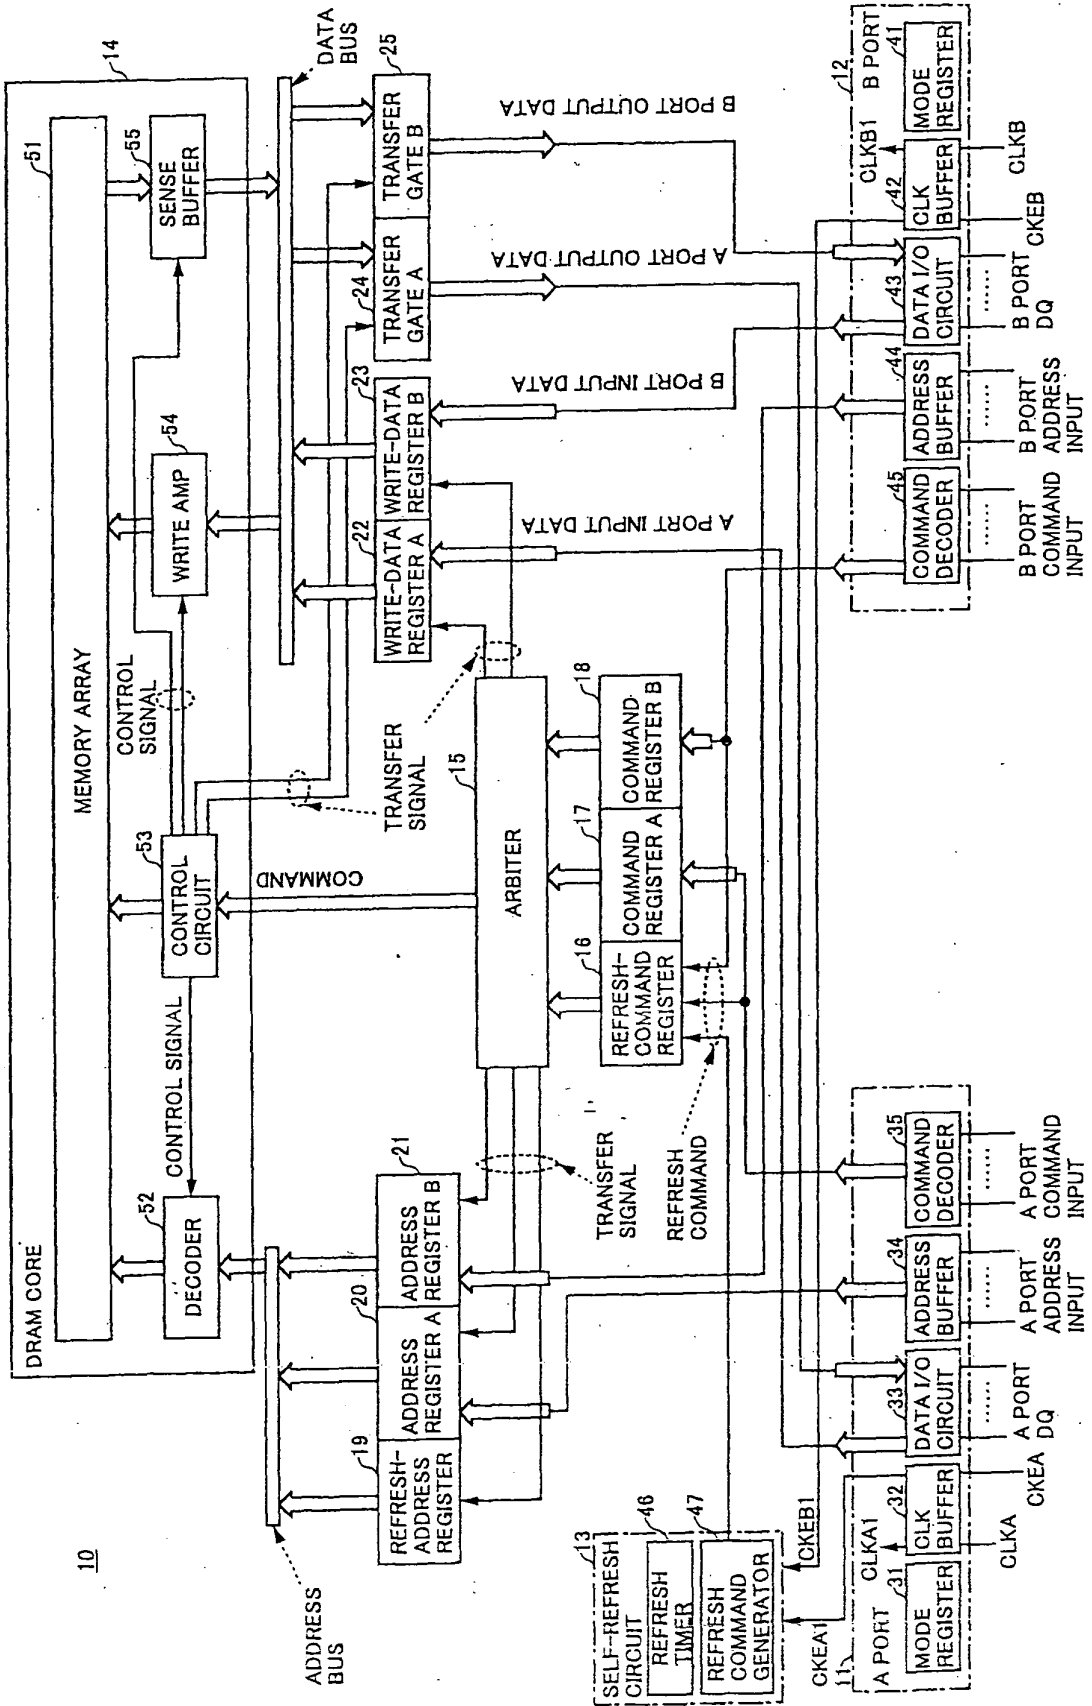 10
DRAM CORE
14
MEMORY ARRAY
51
DECODER
52
CONTROL SIGNAL
CONTROL
CIRCUIT
53
CONTROL
SIGNAL
WRITE AMP
54
SENSE
BUFFER
55
ADDRESS
BUS
DATA
BUS
COMMAND
REFRESH-
ADDRESS
REGISTER
19
ADDRESS
REGISTER A
20
ADDRESS
REGISTER B
21
TRANSFER
SIGNAL
TRANSFER
SIGNAL
WRITE-DATA
REGISTER A
22
WRITE-DATA
REGISTER B
23
TRANSFER
GATE A
24
TRANSFER
GATE B
25
ARBITER
15
REFRESH-
COMMAND
REGISTER
16
COMMAND
REGISTER A
17
COMMAND
REGISTER B
18
REFRESH
COMMAND
A PORT INPUT DATA
B PORT INPUT DATA
A PORT OUTPUT DATA
B PORT OUTPUT DATA
SELF-REFRESH
CIRCUIT
13
REFRESH
TIMER
46
REFRESH
COMMAND
GENERATOR
47
CKEA1
CKEB1
11
A PORT
CLKA1
MODE
REGISTER
31
CLK
BUFFER
32
DATA I/O
CIRCUIT
33
ADDRESS
BUFFER
34
COMMAND
DECODER
35
CLKA
CKEA
A PORT
DQ
A PORT
ADDRESS
INPUT
A PORT
COMMAND
INPUT
12
B PORT
CLKB1
COMMAND
DECODER
45
ADDRESS
BUFFER
44
DATA I/O
CIRCUIT
43
CLK
BUFFER
42
MODE
REGISTER
41
B PORT
COMMAND
INPUT
B PORT
ADDRESS
INPUT
B PORT
DQ
CKEB
CLKB